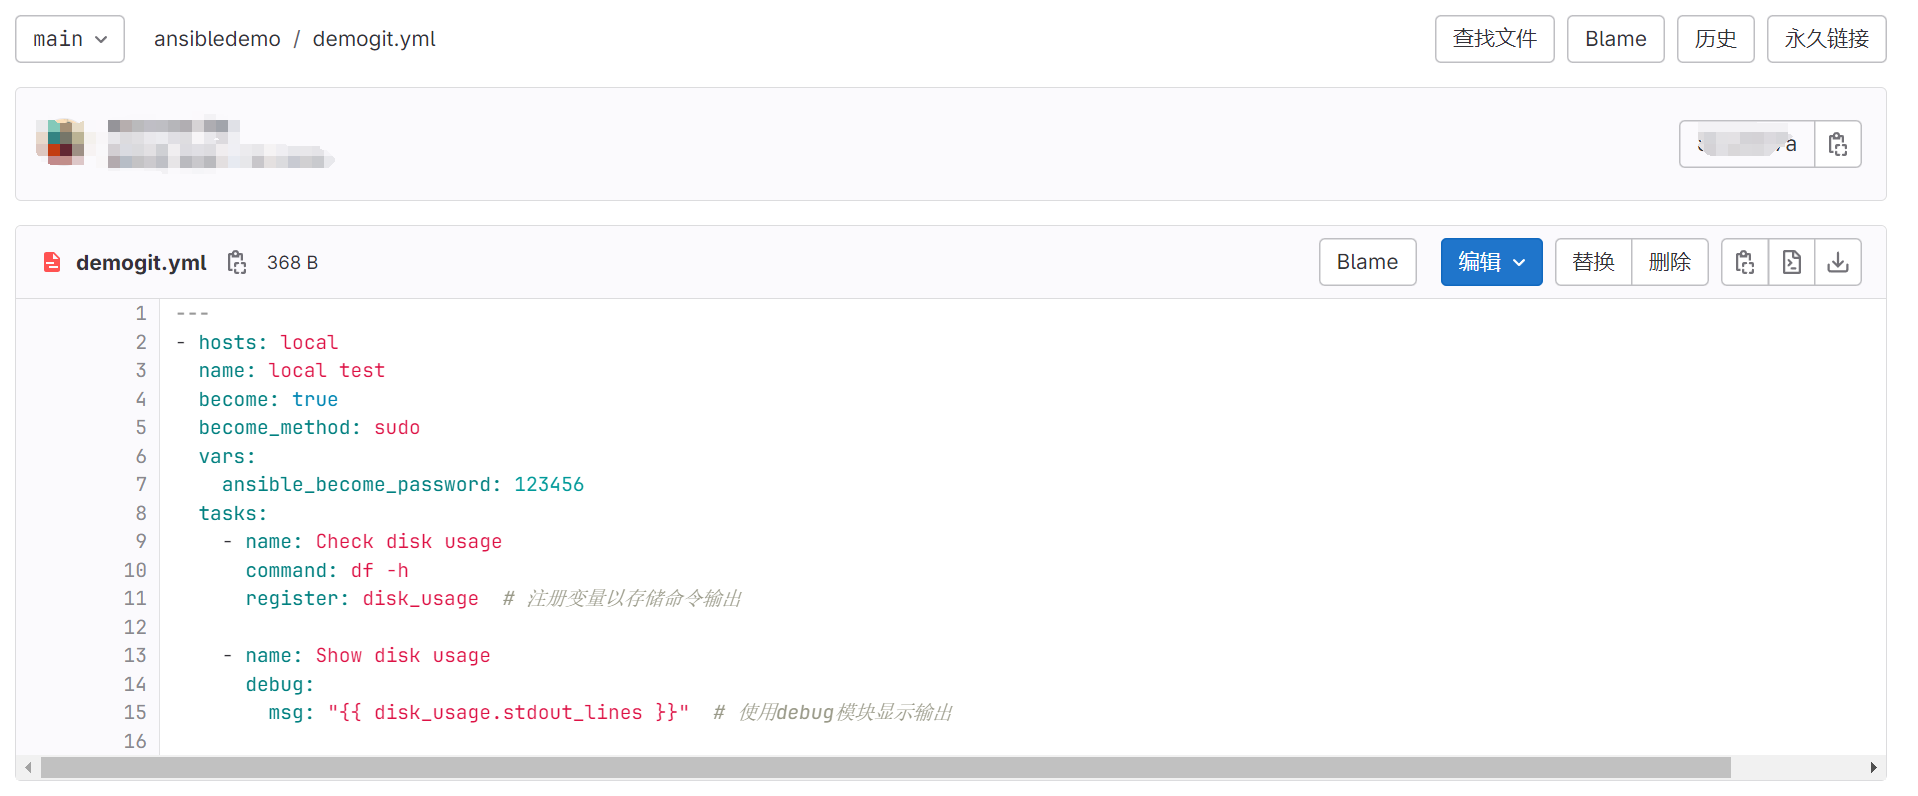 main
ansibledemo / demogit.yml
查找文件
Blame
历史
永久链接
demogit.yml
368 B
Blame
编辑
替换
删除
1 ---
2 - hosts: local
3 name: local test
4 become: true
5 become_method: sudo
6 vars:
7 ansible_become_password: 123456
8 tasks:
9 - name: Check disk usage
10 command: df -h
11 register: disk_usage # 注册变量以存储命令输出
12
13 - name: Show disk usage
14 debug:
15 msg: "{{ disk_usage.stdout_lines }}" # 使用debug模块显示输出
16